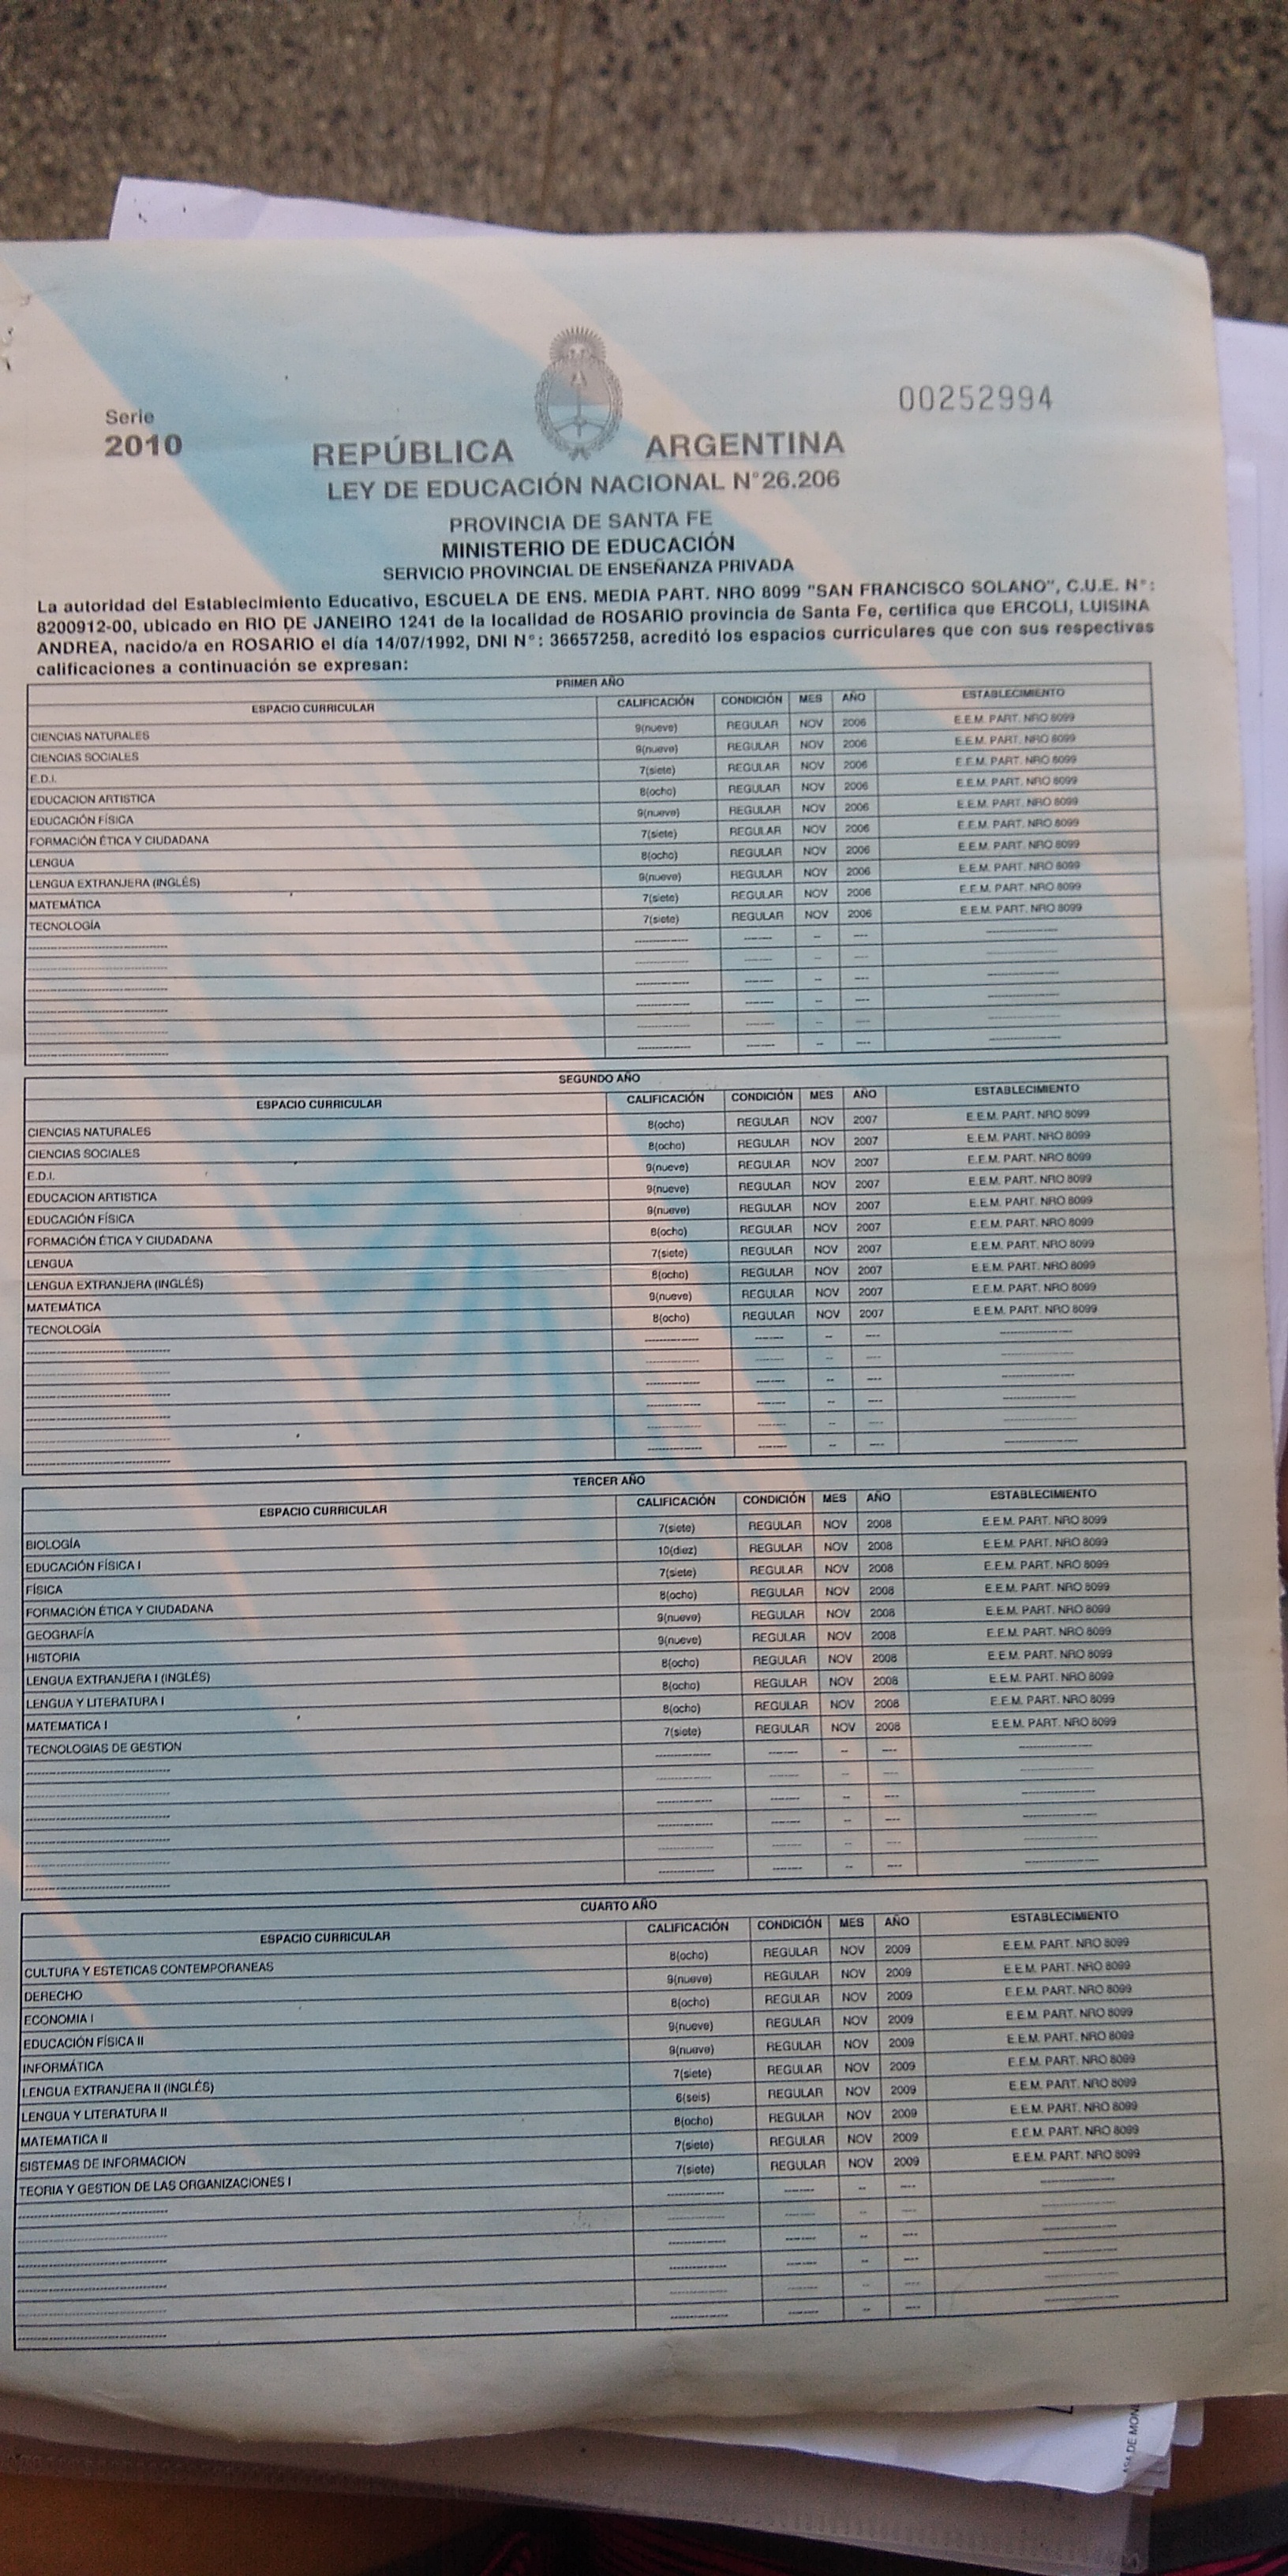 Serie
2010
00252994
REPÚBLICA ARGENTINA
LEY DE EDUCACIÓN NACIONAL N°26.206
PROVINCIA DE SANTA FE
MINISTERIO DE EDUCACIÓN
SERVICIO PROVINCIAL DE ENSEÑANZA PRIVADA
La autoridad del Establecimiento Educativo, ESCUELA DE ENS. MEDIA PART. NRO 8099 "SAN FRANCISCO SOLANO", C.U.E. N°:
8200912-00, ubicado en RIO DE JANEIRO 1241 de la localidad de ROSARIO provincia de Santa Fe, certifica que ERCOLI, LUISINA
ANDREA, nacido/a en ROSARIO el día 14/07/1992, DNI N°: 36657258, acreditó los espacios curriculares que con sus respectivas
calificaciones a continuación se expresan:
PRIMER AÑO
ESPACIO CURRICULAR CALIFICACIÓN CONDICIÓN MES AÑO ESTABLECIMIENTO
CIENCIAS NATURALES 9(nueve) REGULAR NOV 2006 E.E.M. PART. NRO 8099
CIENCIAS SOCIALES 9(nueve) REGULAR NOV 2006 E.E.M. PART. NRO 8099
E.D.I. 7(siete) REGULAR NOV 2006 E.E.M. PART. NRO 8099
EDUCACION ARTISTICA 8(ocho) REGULAR NOV 2006 E.E.M. PART. NRO 8099
EDUCACIÓN FÍSICA 9(nueve) REGULAR NOV 2006 E.E.M. PART. NRO 8099
FORMACIÓN ÉTICA Y CIUDADANA 7(siete) REGULAR NOV 2006 E.E.M. PART. NRO 8099
LENGUA 8(ocho) REGULAR NOV 2006 E.E.M. PART. NRO 8099
LENGUA EXTRANJERA (INGLÉS) 9(nueve) REGULAR NOV 2006 E.E.M. PART. NRO 8099
MATEMÁTICA 7(siete) REGULAR NOV 2006 E.E.M. PART. NRO 8099
TECNOLOGÍA 7(siete) REGULAR NOV 2006 E.E.M. PART. NRO 8099
SEGUNDO AÑO
ESPACIO CURRICULAR CALIFICACIÓN CONDICIÓN MES AÑO ESTABLECIMIENTO
CIENCIAS NATURALES 8(ocho) REGULAR NOV 2007 E.E.M. PART. NRO 8099
CIENCIAS SOCIALES 8(ocho) REGULAR NOV 2007 E.E.M. PART. NRO 8099
E.D.I. 9(nueve) REGULAR NOV 2007 E.E.M. PART. NRO 8099
EDUCACION ARTISTICA 9(nueve) REGULAR NOV 2007 E.E.M. PART. NRO 8099
EDUCACIÓN FÍSICA 9(nueve) REGULAR NOV 2007 E.E.M. PART. NRO 8099
FORMACIÓN ÉTICA Y CIUDADANA 8(ocho) REGULAR NOV 2007 E.E.M. PART. NRO 8099
LENGUA 7(siete) REGULAR NOV 2007 E.E.M. PART. NRO 8099
LENGUA EXTRANJERA (INGLÉS) 8(ocho) REGULAR NOV 2007 E.E.M. PART. NRO 8099
MATEMÁTICA 9(nueve) REGULAR NOV 2007 E.E.M. PART. NRO 8099
TECNOLOGÍA 8(ocho) REGULAR NOV 2007 E.E.M. PART. NRO 8099
TERCER AÑO
ESPACIO CURRICULAR CALIFICACIÓN CONDICIÓN MES AÑO ESTABLECIMIENTO
BIOLOGÍA 7(siete) REGULAR NOV 2008 E.E.M. PART. NRO 8099
EDUCACIÓN FÍSICA I 10(diez) REGULAR NOV 2008 E.E.M. PART. NRO 8099
FÍSICA 7(siete) REGULAR NOV 2008 E.E.M. PART. NRO 8099
FORMACIÓN ÉTICA Y CIUDADANA 8(ocho) REGULAR NOV 2008 E.E.M. PART. NRO 8099
GEOGRAFÍA 9(nueve) REGULAR NOV 2008 E.E.M. PART. NRO 8099
HISTORIA 9(nueve) REGULAR NOV 2008 E.E.M. PART. NRO 8099
LENGUA EXTRANJERA I (INGLÉS) 8(ocho) REGULAR NOV 2008 E.E.M. PART. NRO 8099
LENGUA Y LITERATURA I 8(ocho) REGULAR NOV 2008 E.E.M. PART. NRO 8099
MATEMATICA I 8(ocho) REGULAR NOV 2008 E.E.M. PART. NRO 8099
TECNOLOGIAS DE GESTION 7(siete) REGULAR NOV 2008 E.E.M. PART. NRO 8099
CUARTO AÑO
ESPACIO CURRICULAR CALIFICACIÓN CONDICIÓN MES AÑO ESTABLECIMIENTO
CULTURA Y ESTETICAS CONTEMPORANEAS 8(ocho) REGULAR NOV 2009 E.E.M. PART. NRO 8099
DERECHO 9(nueve) REGULAR NOV 2009 E.E.M. PART. NRO 8099
ECONOMIA I 8(ocho) REGULAR NOV 2009 E.E.M. PART. NRO 8099
EDUCACIÓN FÍSICA II 9(nueve) REGULAR NOV 2009 E.E.M. PART. NRO 8099
INFORMÁTICA 9(nueve) REGULAR NOV 2009 E.E.M. PART. NRO 8099
LENGUA EXTRANJERA II (INGLÉS) 7(siete) REGULAR NOV 2009 E.E.M. PART. NRO 8099
LENGUA Y LITERATURA II 6(seis) REGULAR NOV 2009 E.E.M. PART. NRO 8099
MATEMATICA II 8(ocho) REGULAR NOV 2009 E.E.M. PART. NRO 8099
SISTEMAS DE INFORMACION 7(siete) REGULAR NOV 2009 E.E.M. PART. NRO 8099
TEORIA Y GESTION DE LAS ORGANIZACIONES I 7(siete) REGULAR NOV 2009 E.E.M. PART. NRO 8099